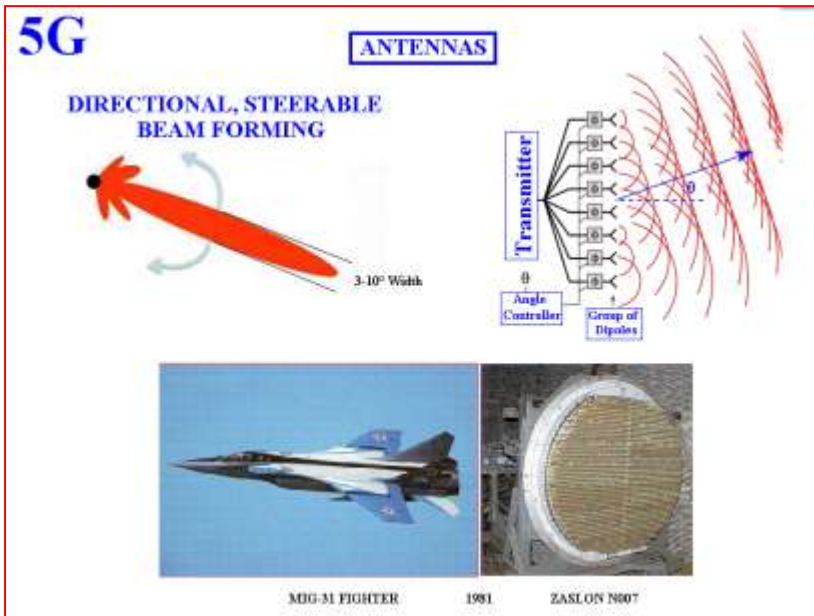 5G
ANTENNAS
DIRECTIONAL, STEERABLE
BEAM FORMING
3-10° Width
Transmitter
θ
θ
Angle
Controller
Group of
Dipoles
Φ
Φ
Φ
Φ
Φ
Φ
Φ
Φ
MIG-31 FIGHTER 1981 ZASLON N007